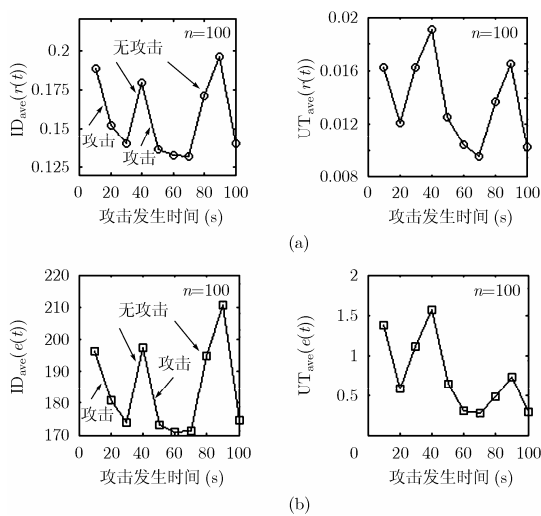 n=100
0.2
0.175
0.15
0.125
ID_ave(r(t))
无攻击
攻击
攻击
0 20 40 60 80 100
攻击发生时间 (s)
n=100
0.02
0.016
0.012
0.008
UT_ave(r(t))
0 20 40 60 80 100
攻击发生时间 (s)
(a)
n=100
220
210
200
190
180
170
ID_ave(e(t))
无攻击
攻击
攻击
0 20 40 60 80 100
攻击发生时间 (s)
n=100
2
1.5
1
0.5
0
UT_ave(e(t))
20 40 60 80 100
攻击发生时间 (s)
(b)